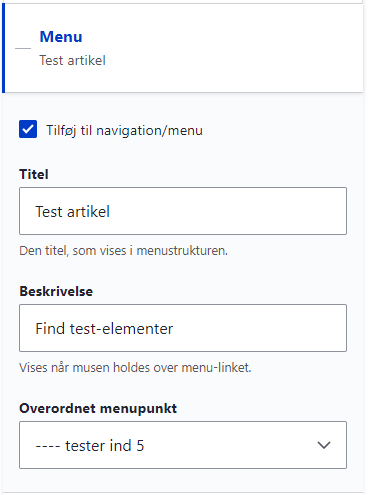 Menu
Test artikel
Tilføj til navigation/menu
Titel
Test artikel
Den titel, som vises i menustrukturen.
Beskrivelse
Find test-elementer
Vises når musen holdes over menu-linket.
Overordnet menupunkt
---- tester ind 5